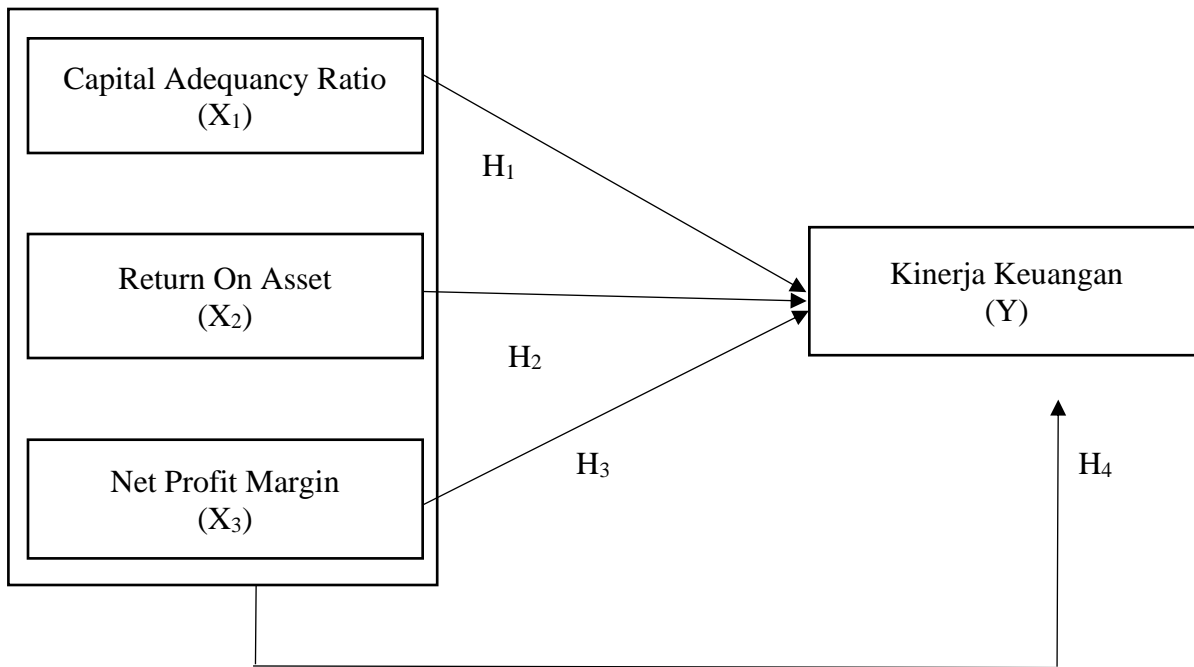 Capital Adequancy Ratio
(X₁)
H₁
Return On Asset
(X₂)
Kinerja Keuangan
(Y)
H₂
Net Profit Margin
(X₃)
H₃
H₄